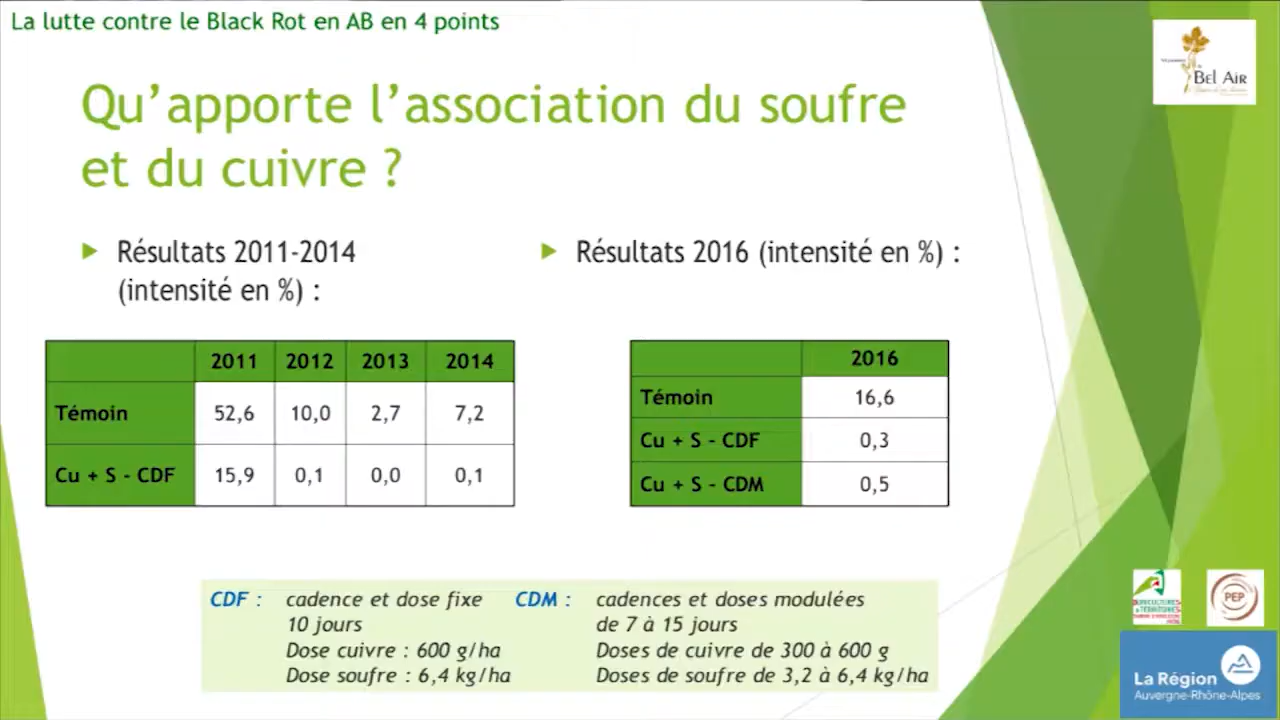 La lutte contre le Black Rot en AB en 4 points
BEL AIR
Qu’apporte l’association du soufre
et du cuivre ?
Résultats 2011-2014
(intensité en %) :
2011 2012 2013 2014
Témoin 52,6 10,0 2,7 7,2
Cu + S - CDF 15,9 0,1 0,0 0,1
Résultats 2016 (intensité en %) :
2016
Témoin 16,6
Cu + S – CDF 0,3
Cu + S – CDM 0,5
CDF : cadence et dose fixe
10 jours
Dose cuivre : 600 g/ha
Dose soufre : 6,4 kg/ha
CDM : cadences et doses modulées
de 7 à 15 jours
Doses de cuivre de 300 à 600 g
Doses de soufre de 3,2 à 6,4 kg/ha
AGRICULTURES
& TERRITOIRES
PEP
La Région
Auvergne-Rhône-Alpes